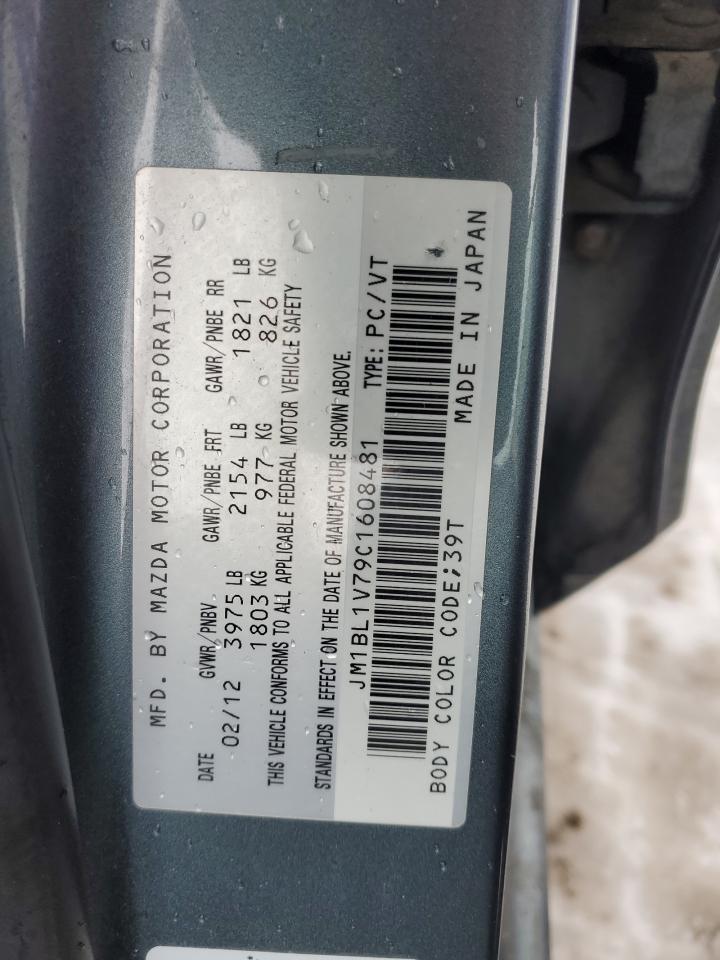 MFD. BY MAZDA MOTOR CORPORATION
DATE GVWR/PNBV GAWR/PNBE FRT GAWR/PNBE RR
02/12 3975 LB 2154 LB 1821 LB
1803 KG 977 KG 826 KG
THIS VEHICLE CONFORMS TO ALL APPLICABLE FEDERAL MOTOR VEHICLE SAFETY
STANDARDS IN EFFECT ON THE DATE OF MANUFACTURE SHOWN ABOVE.
JM1BL1V79C1608481 TYPE: PC/VT
BODY COLOR CODE;39T MADE IN JAPAN